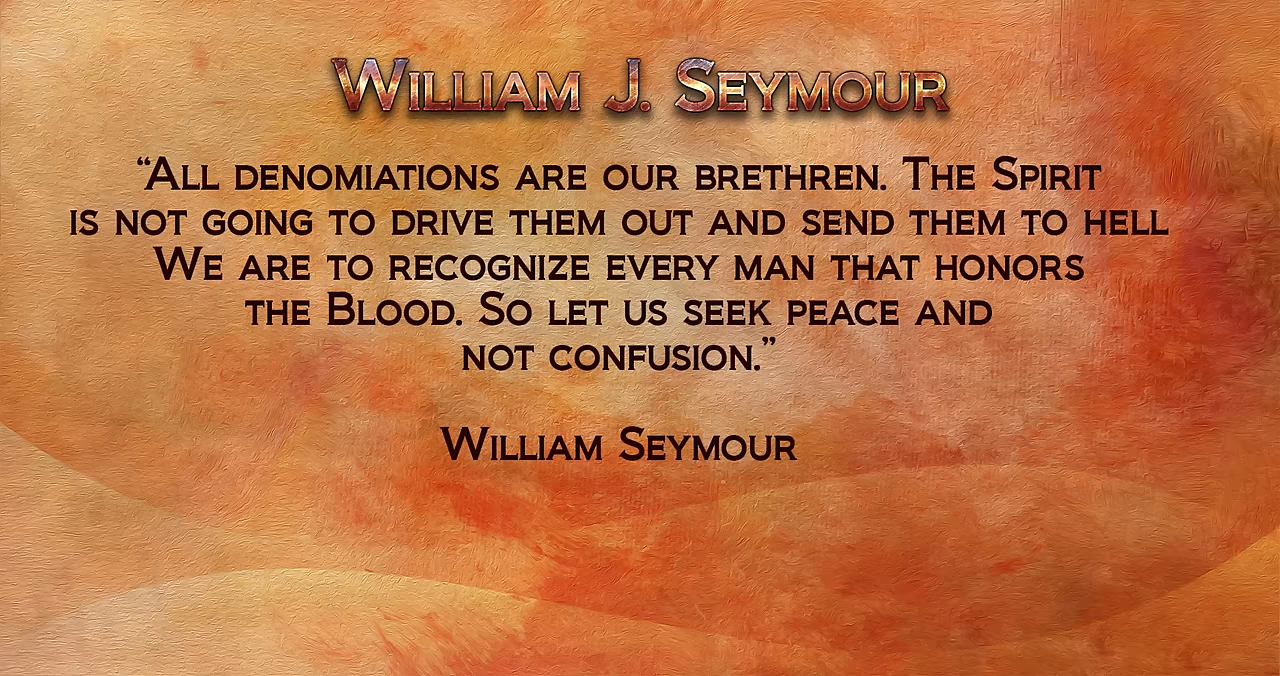 William J. Seymour
“All denomiations are our brethren. The Spirit
is not going to drive them out and send them to hell
We are to recognize every man that honors
the Blood. So let us seek peace and
not confusion.”
William Seymour